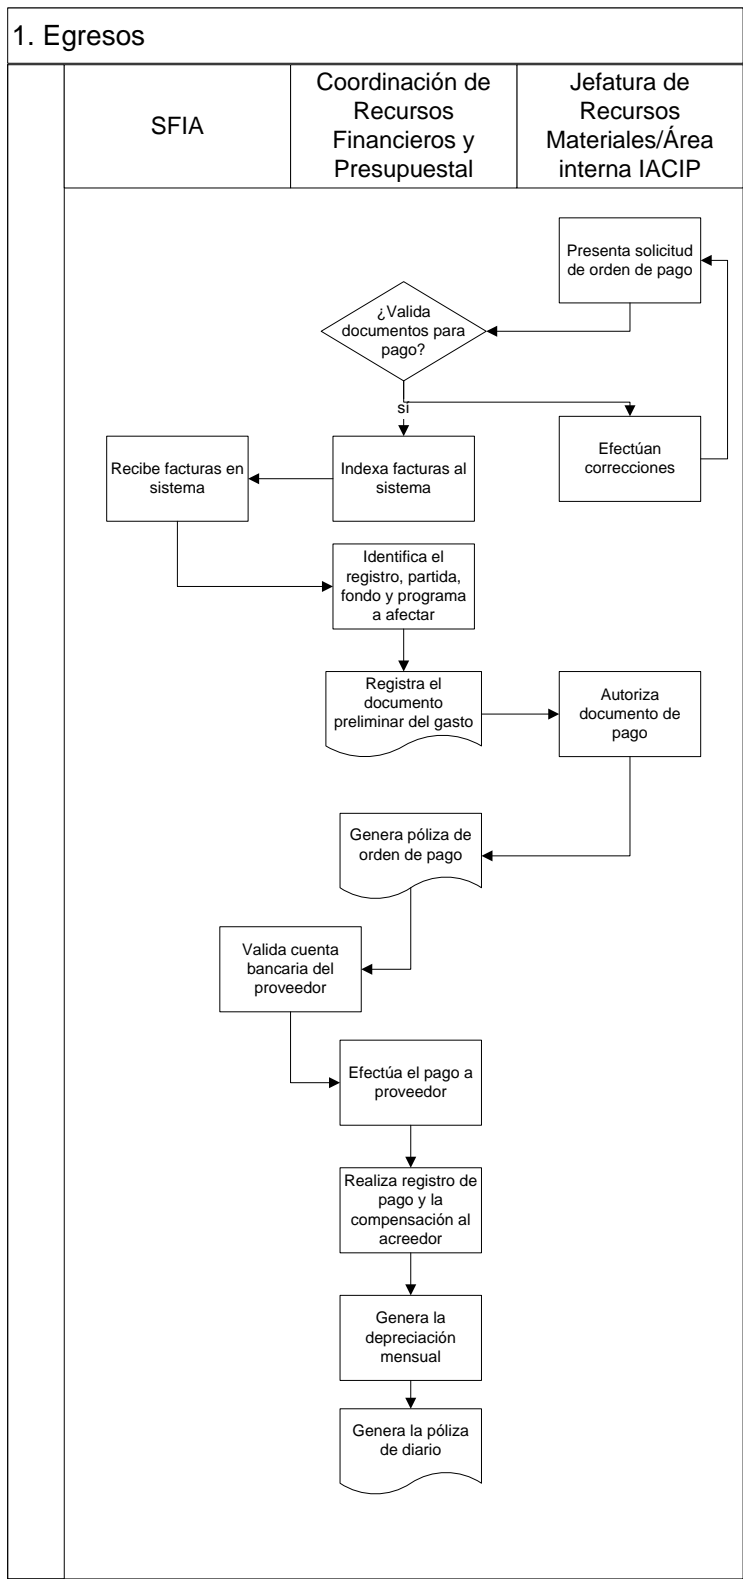 1. Egresos
SFIA
Coordinación de
Recursos
Financieros y
Presupuestal
Jefatura de
Recursos
Materiales/Área
interna IACIP
Presenta solicitud
de orden de pago
¿Valida
documentos para
pago?
sí
Efectúan
correcciones
Indexa facturas al
sistema
Recibe facturas en
sistema
Identifica el
registro, partida,
fondo y programa
a afectar
Registra el
documento
preliminar del gasto
Autoriza
documento de
pago
Genera póliza de
orden de pago
Valida cuenta
bancaria del
proveedor
Efectúa el pago a
proveedor
Realiza registro de
pago y la
compensación al
acreedor
Genera la
depreciación
mensual
Genera la póliza
de diario